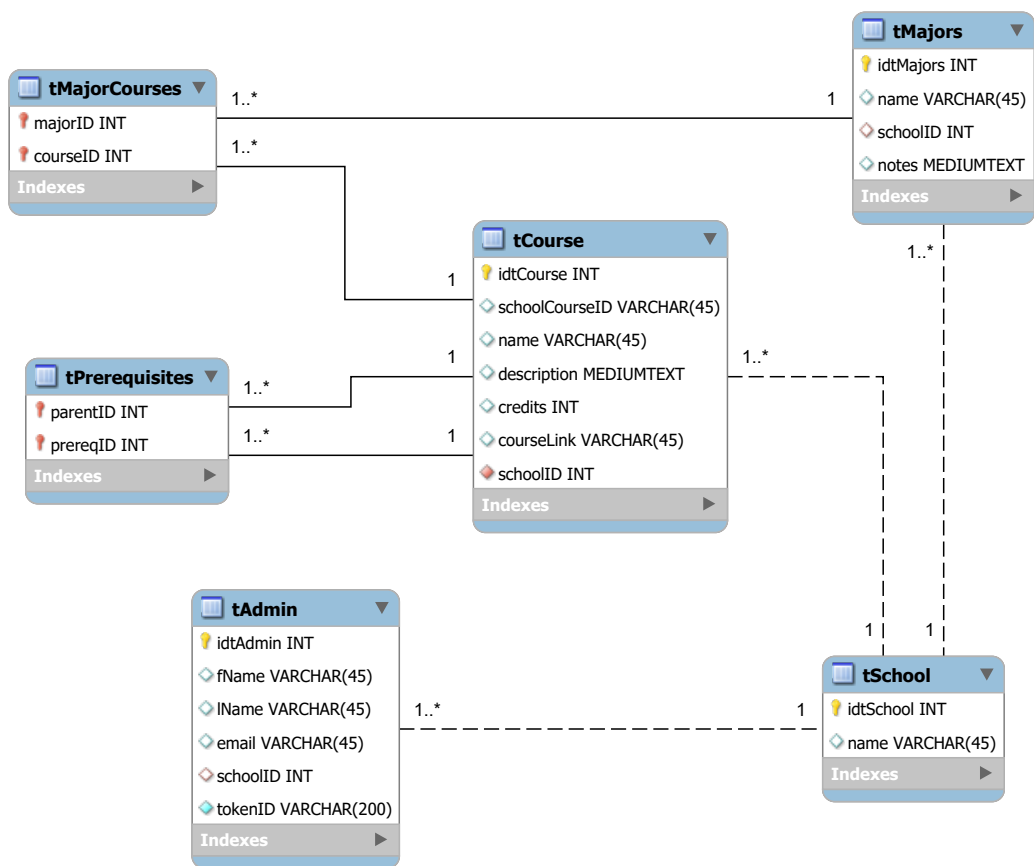 tMajors
idtMajors INT
name VARCHAR(45)
schoolID INT
notes MEDIUMTEXT
Indexes
tMajorCourses
majorID INT
courseID INT
Indexes
1..*
1
1..*
1
tCourse
idtCourse INT
schoolCourseID VARCHAR(45)
name VARCHAR(45)
description MEDIUMTEXT
credits INT
courseLink VARCHAR(45)
schoolID INT
Indexes
1..*
1..*
tPrerequisites
parentID INT
prereqID INT
Indexes
1..*
1
1..*
1
tAdmin
idtAdmin INT
fName VARCHAR(45)
lName VARCHAR(45)
email VARCHAR(45)
schoolID INT
tokenID VARCHAR(200)
Indexes
1..*
1
1
1
tSchool
idtSchool INT
name VARCHAR(45)
Indexes